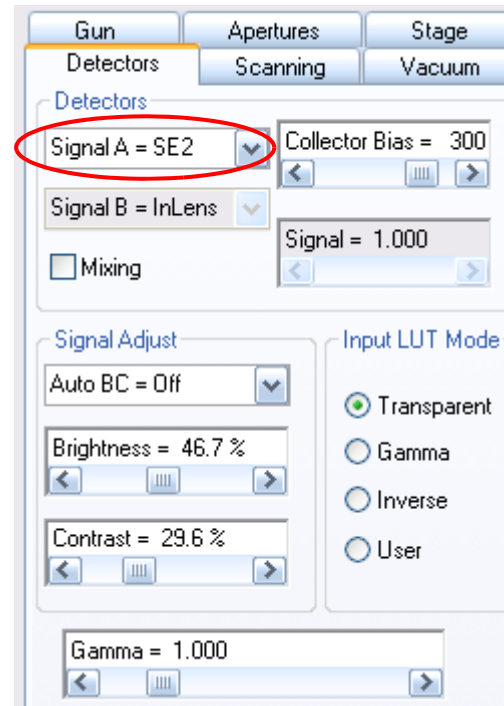 Gun Apertures Stage
Detectors Scanning Vacuum
Detectors
Signal A = SE2
Collector Bias = 300
Signal B = InLens
Signal = 1.000
Mixing
Signal Adjust
Auto BC = Off
Brightness = 46.7 %
Contrast = 29.6 %
Input LUT Mode
Transparent
Gamma
Inverse
User
Gamma = 1.000